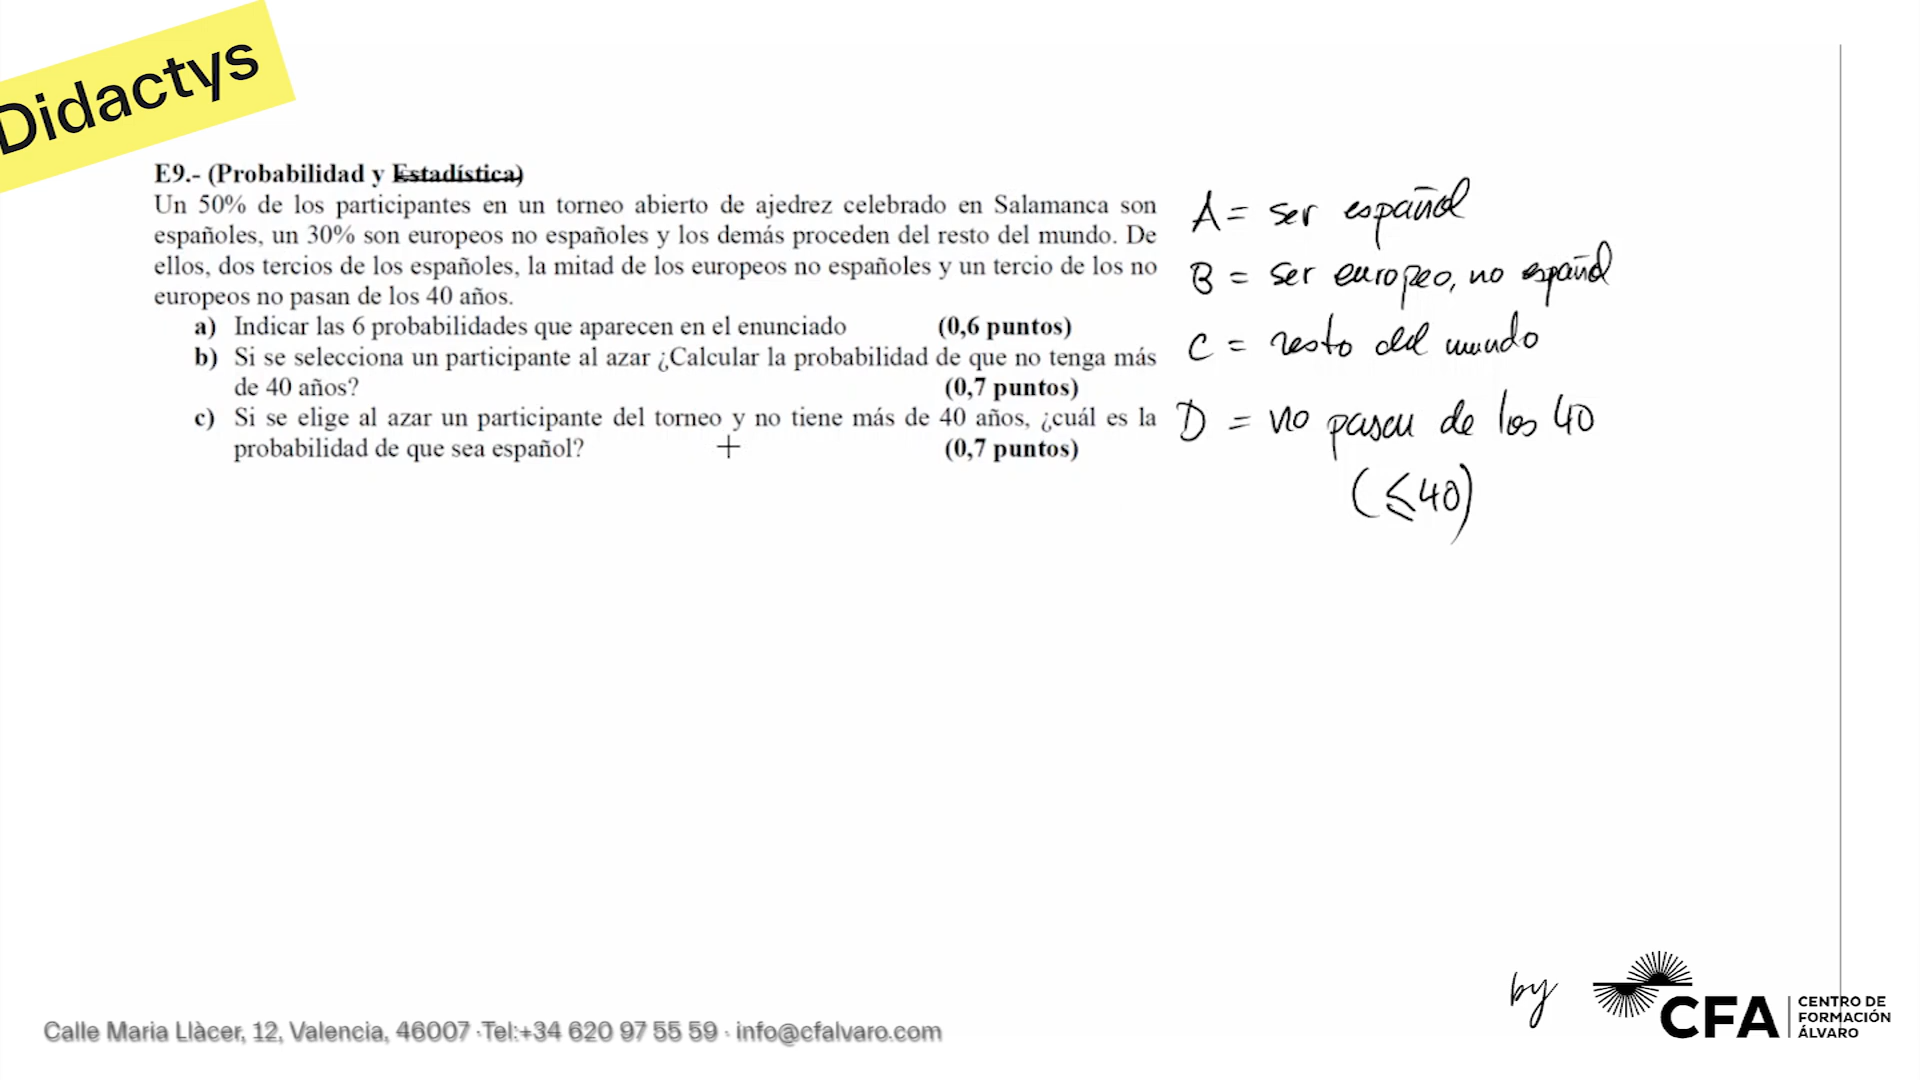 Didactys
E9.- (Probabilidad y Estadística)
Un 50% de los participantes en un torneo abierto de ajedrez celebrado en Salamanca son
españoles, un 30% son europeos no españoles y los demás proceden del resto del mundo. De
ellos, dos tercios de los españoles, la mitad de los europeos no españoles y un tercio de los no
europeos no pasan de los 40 años.
a) Indicar las 6 probabilidades que aparecen en el enunciado (0,6 puntos)
b) Si se selecciona un participante al azar ¿Calcular la probabilidad de que no tenga más
de 40 años? (0,7 puntos)
c) Si se elige al azar un participante del torneo y no tiene más de 40 años, ¿cuál es la
probabilidad de que sea español? (0,7 puntos)
A = ser español
B = ser europeo, no español
C = resto del mundo
D = no pasan de los 40
(≤40)
by
CFA
CENTRO DE
FORMACIÓN
ÁLVARO
Calle Maria Llàcer, 12, Valencia, 46007 · Tel:+34 620 97 55 59 · info@cfalvaro.com